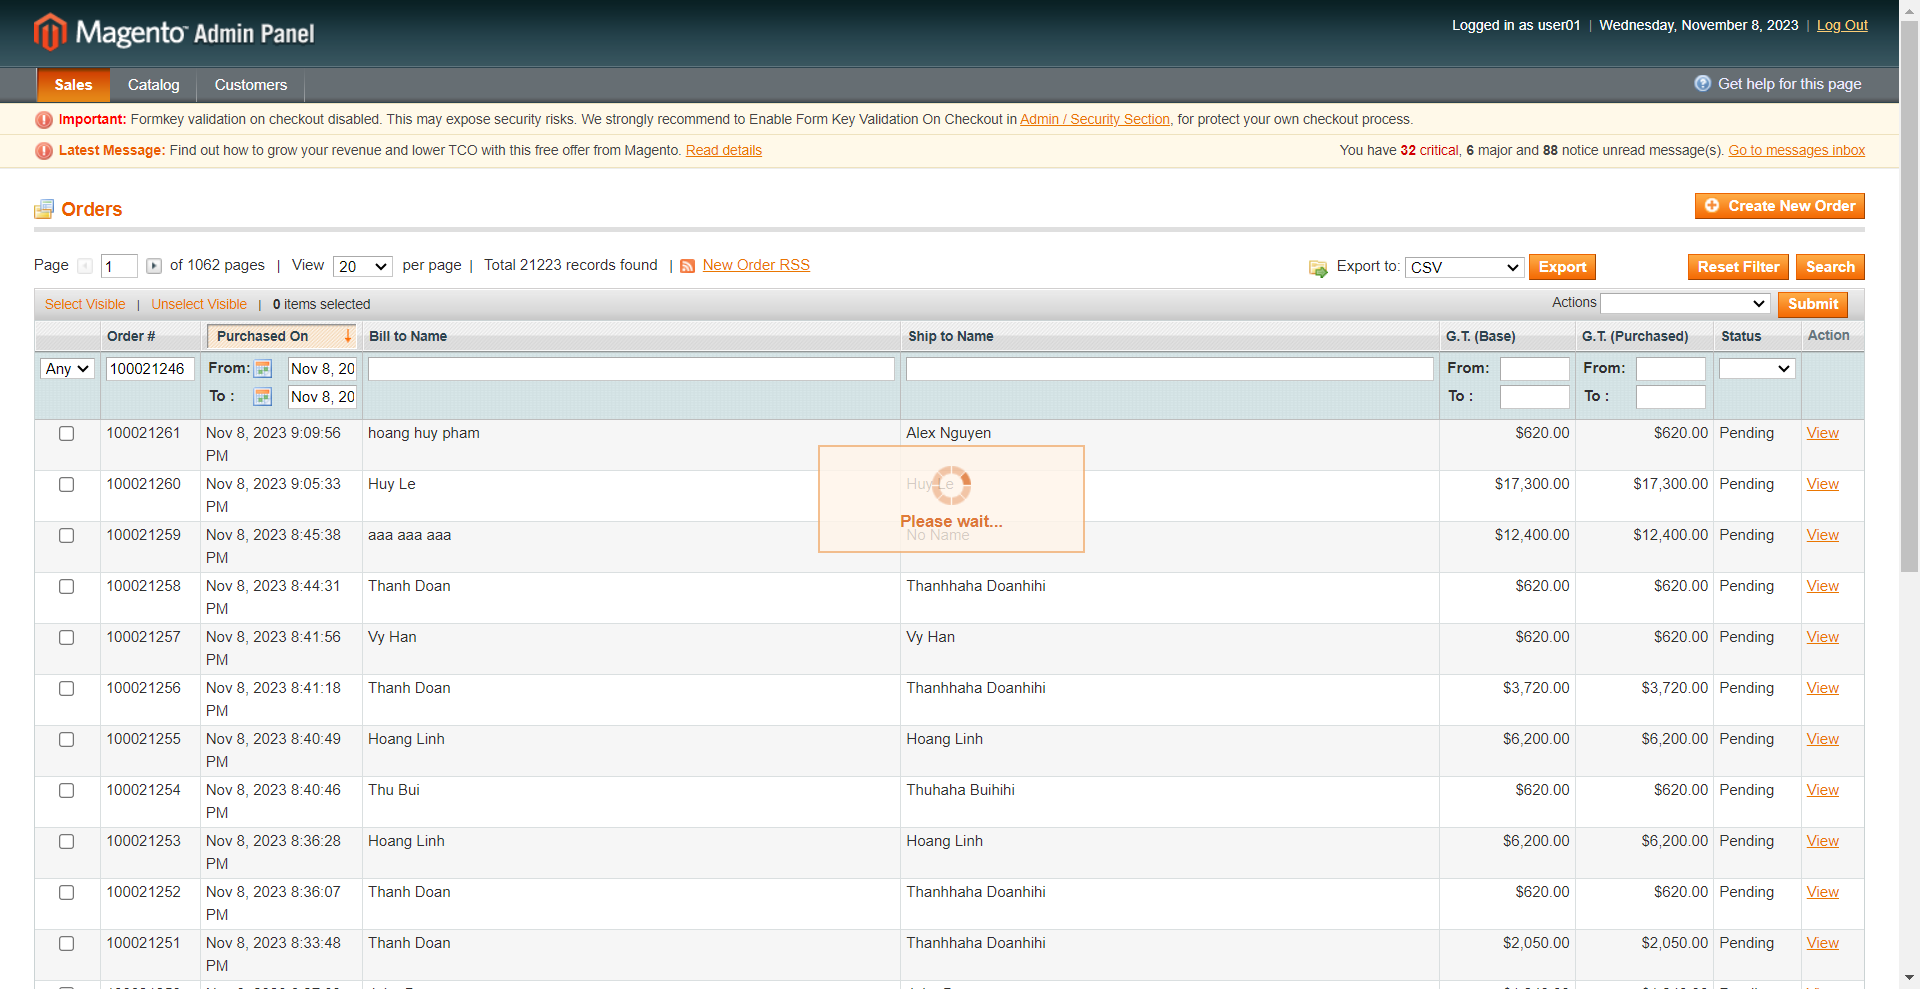 Magento Admin Panel
Logged in as user01 | Wednesday, November 8, 2023 | Log Out
Sales Catalog Customers
Get help for this page
Important: Formkey validation on checkout disabled. This may expose security risks. We strongly recommend to Enable Form Key Validation On Checkout in Admin / Security Section, for protect your own checkout process.
Latest Message: Find out how to grow your revenue and lower TCO with this free offer from Magento. Read details
You have 32 critical, 6 major and 88 notice unread message(s). Go to messages inbox
Orders
Create New Order
Page 1 of 1062 pages | View 20 per page | Total 21223 records found | New Order RSS
Export to: CSV Export
Reset Filter Search
Select Visible | Unselect Visible | 0 items selected
Actions Submit
Order # Purchased On Bill to Name Ship to Name G.T. (Base) G.T. (Purchased) Status Action
Any 100021246 From: Nov 8, 20 From: From:
To : Nov 8, 20 To : To :
100021261 Nov 8, 2023 9:09:56 PM hoang huy pham Alex Nguyen $620.00 $620.00 Pending View
100021260 Nov 8, 2023 9:05:33 PM Huy Le Huy Le $17,300.00 $17,300.00 Pending View
Please wait...
100021259 Nov 8, 2023 8:45:38 PM aaa aaa aaa No Name $12,400.00 $12,400.00 Pending View
100021258 Nov 8, 2023 8:44:31 PM Thanh Doan Thanhhaha Doanhihi $620.00 $620.00 Pending View
100021257 Nov 8, 2023 8:41:56 PM Vy Han Vy Han $620.00 $620.00 Pending View
100021256 Nov 8, 2023 8:41:18 PM Thanh Doan Thanhhaha Doanhihi $3,720.00 $3,720.00 Pending View
100021255 Nov 8, 2023 8:40:49 PM Hoang Linh Hoang Linh $6,200.00 $6,200.00 Pending View
100021254 Nov 8, 2023 8:40:46 PM Thu Bui Thuhaha Buihihi $620.00 $620.00 Pending View
100021253 Nov 8, 2023 8:36:28 PM Hoang Linh Hoang Linh $6,200.00 $6,200.00 Pending View
100021252 Nov 8, 2023 8:36:07 PM Thanh Doan Thanhhaha Doanhihi $620.00 $620.00 Pending View
100021251 Nov 8, 2023 8:33:48 PM Thanh Doan Thanhhaha Doanhihi $2,050.00 $2,050.00 Pending View